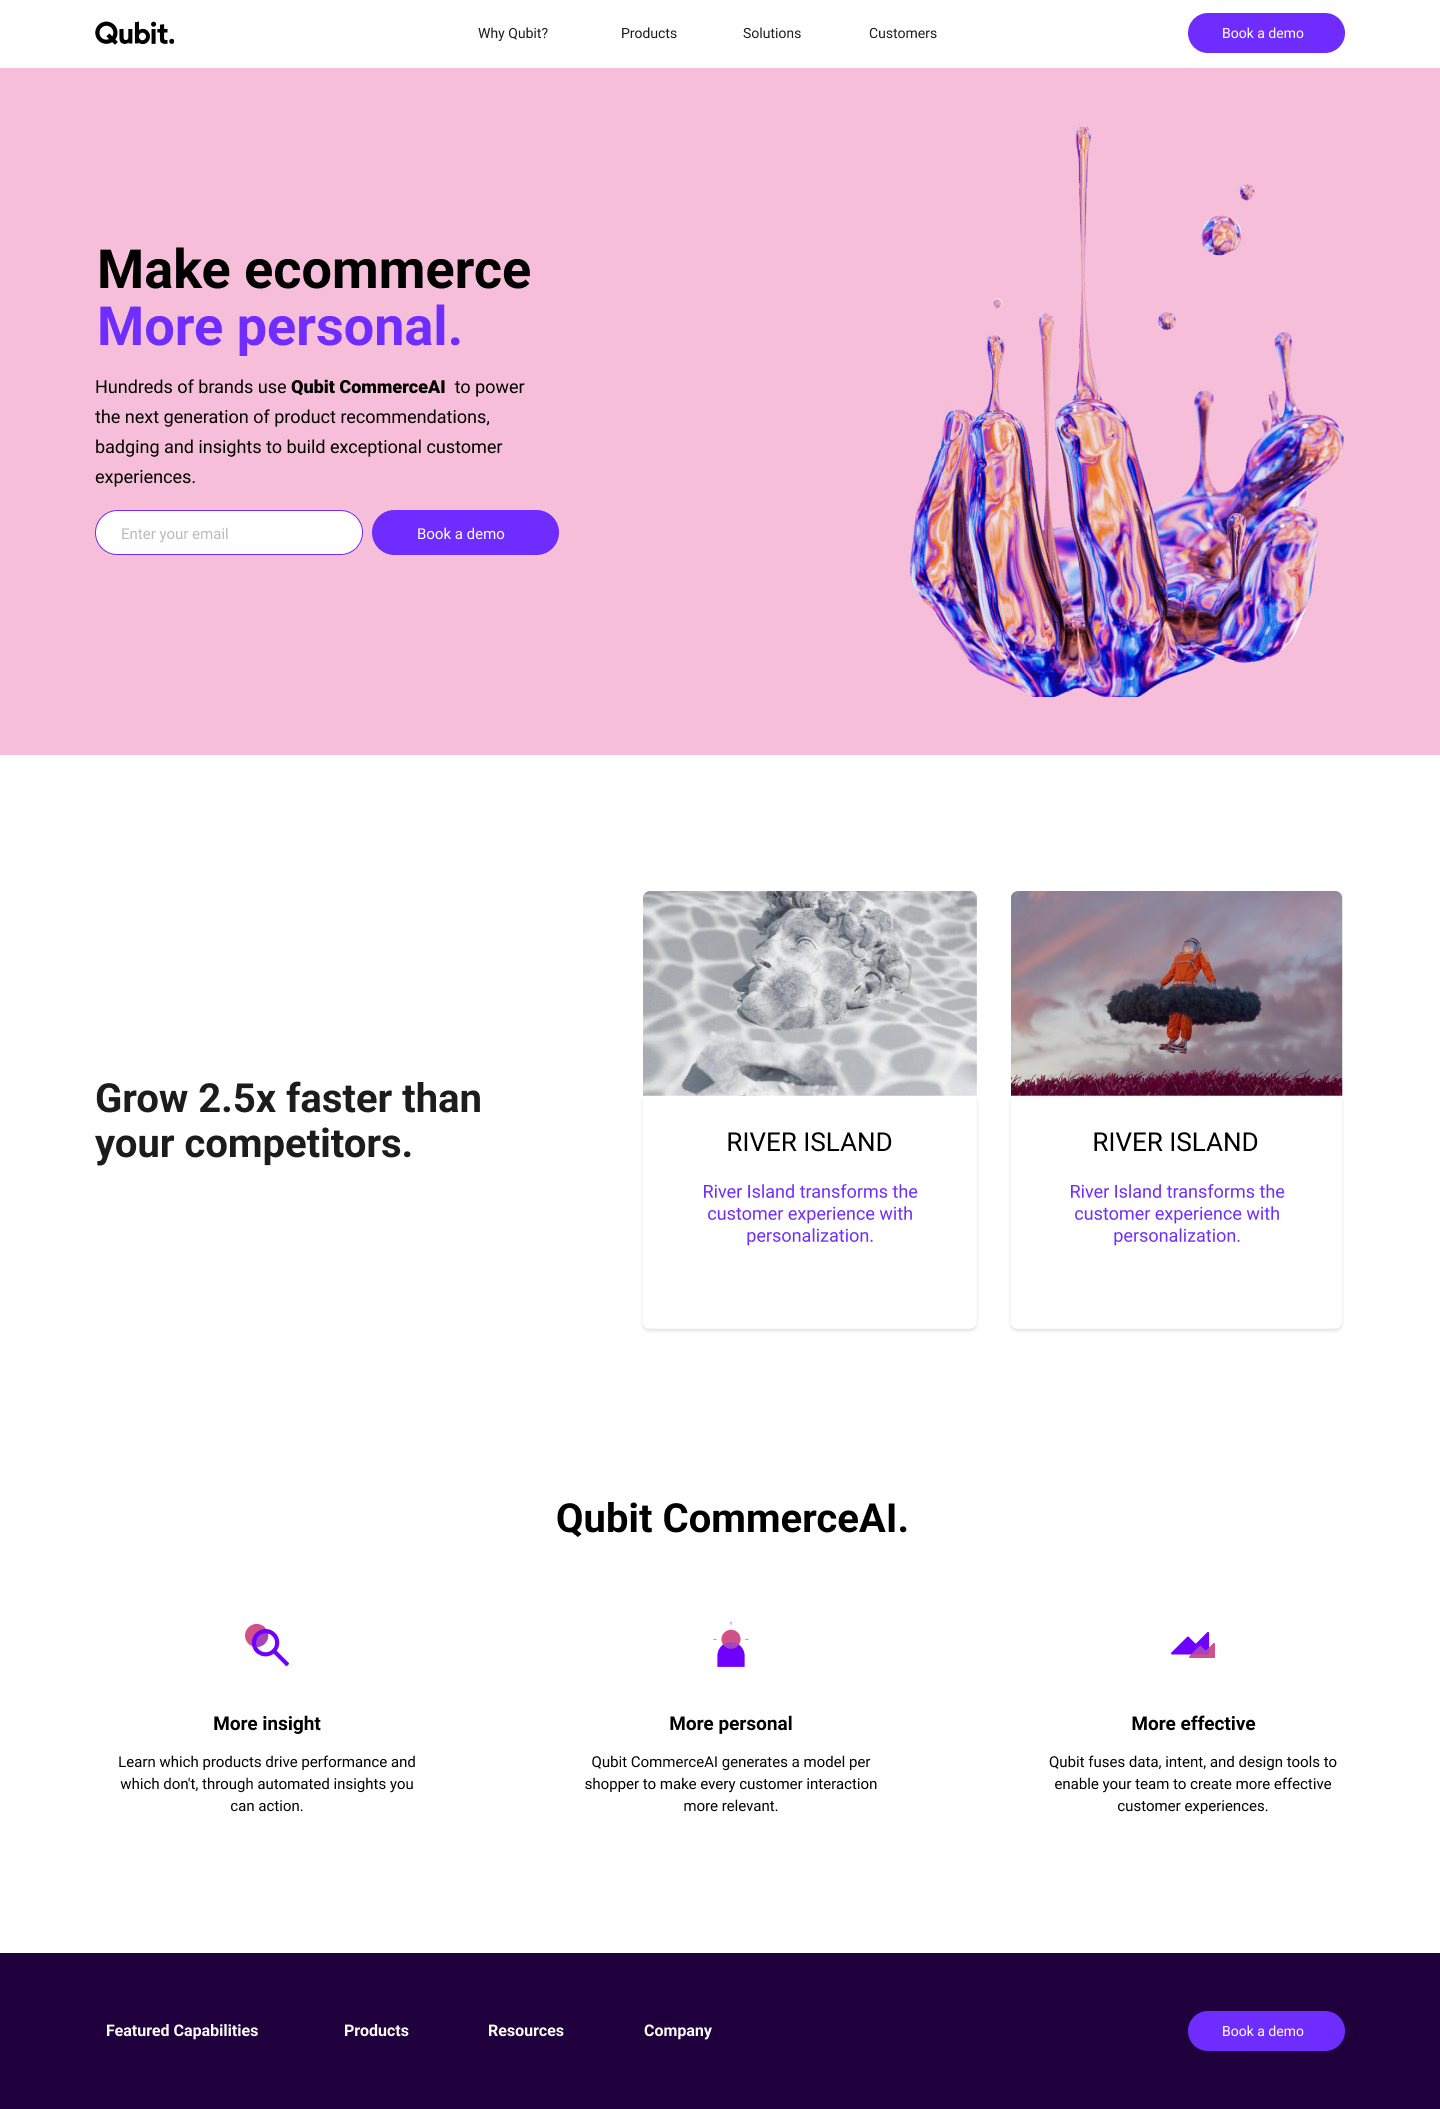 Qubit.
Why Qubit?
Products
Solutions
Customers
Book a demo
Make ecommerce
More personal.
Hundreds of brands use Qubit CommerceAI to power
the next generation of product recommendations,
badging and insights to build exceptional customer
experiences.
Enter your email
Book a demo
Grow 2.5x faster than
your competitors.
RIVER ISLAND
River Island transforms the
customer experience with
personalization.
RIVER ISLAND
River Island transforms the
customer experience with
personalization.
Qubit CommerceAI.
More insight
Learn which products drive performance and
which don't, through automated insights you
can action.
More personal
Qubit CommerceAI generates a model per
shopper to make every customer interaction
more relevant.
More effective
Qubit fuses data, intent, and design tools to
enable your team to create more effective
customer experiences.
Featured Capabilities
Products
Resources
Company
Book a demo